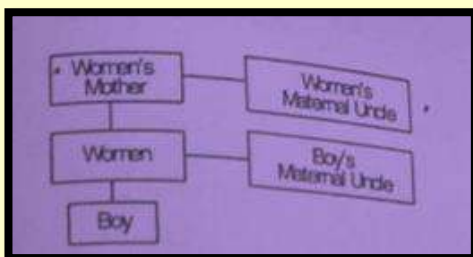 Women's
Mother
Women's
Maternal Uncle
Women
Boy's
Maternal Uncle
Boy